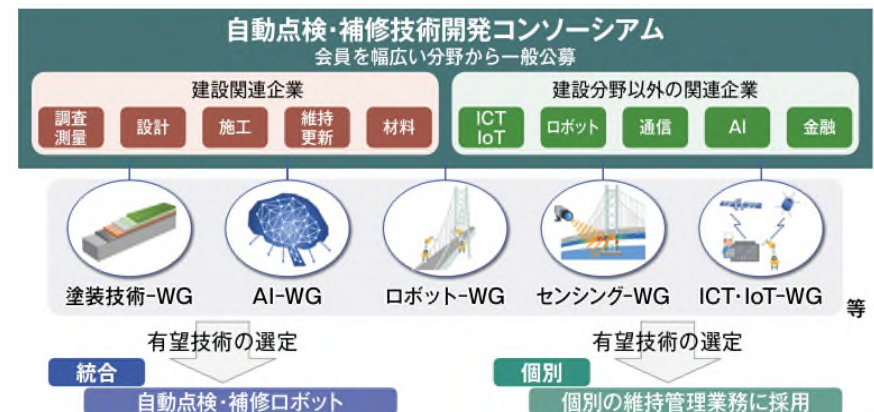 自動点検・補修技術開発コンソーシアム
会員を幅広い分野から一般公募
建設関連企業
調査
測量
設計
施工
維持
更新
材料
建設分野以外の関連企業
ICT
IoT
ロボット
通信
AI
金融
塗装技術-WG
AI-WG
ロボット-WG
センシング-WG
ICT・IoT-WG
等
有望技術の選定
有望技術の選定
統合
自動点検・補修ロボット
個別
個別の維持管理業務に採用